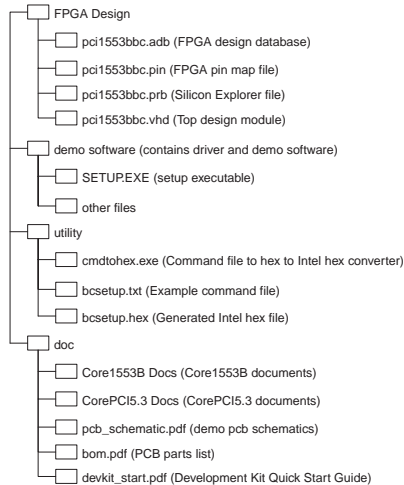 FPGA Design
pci1553bbc.adb (FPGA design database)
pci1553bbc.pin (FPGA pin map file)
pci1553bbc.prb (Silicon Explorer file)
pci1553bbc.vhd (Top design module)
demo software (contains driver and demo software)
SETUP.EXE (setup executable)
other files
utility
cmdtohex.exe (Command file to hex to Intel hex converter)
bcsetup.txt (Example command file)
bcsetup.hex (Generated Intel hex file)
doc
Core1553B Docs (Core1553B documents)
CorePCI5.3 Docs (CorePCI5.3 documents)
pcb_schematic.pdf (demo pcb schematics)
bom.pdf (PCB parts list)
devkit_start.pdf (Development Kit Quick Start Guide)